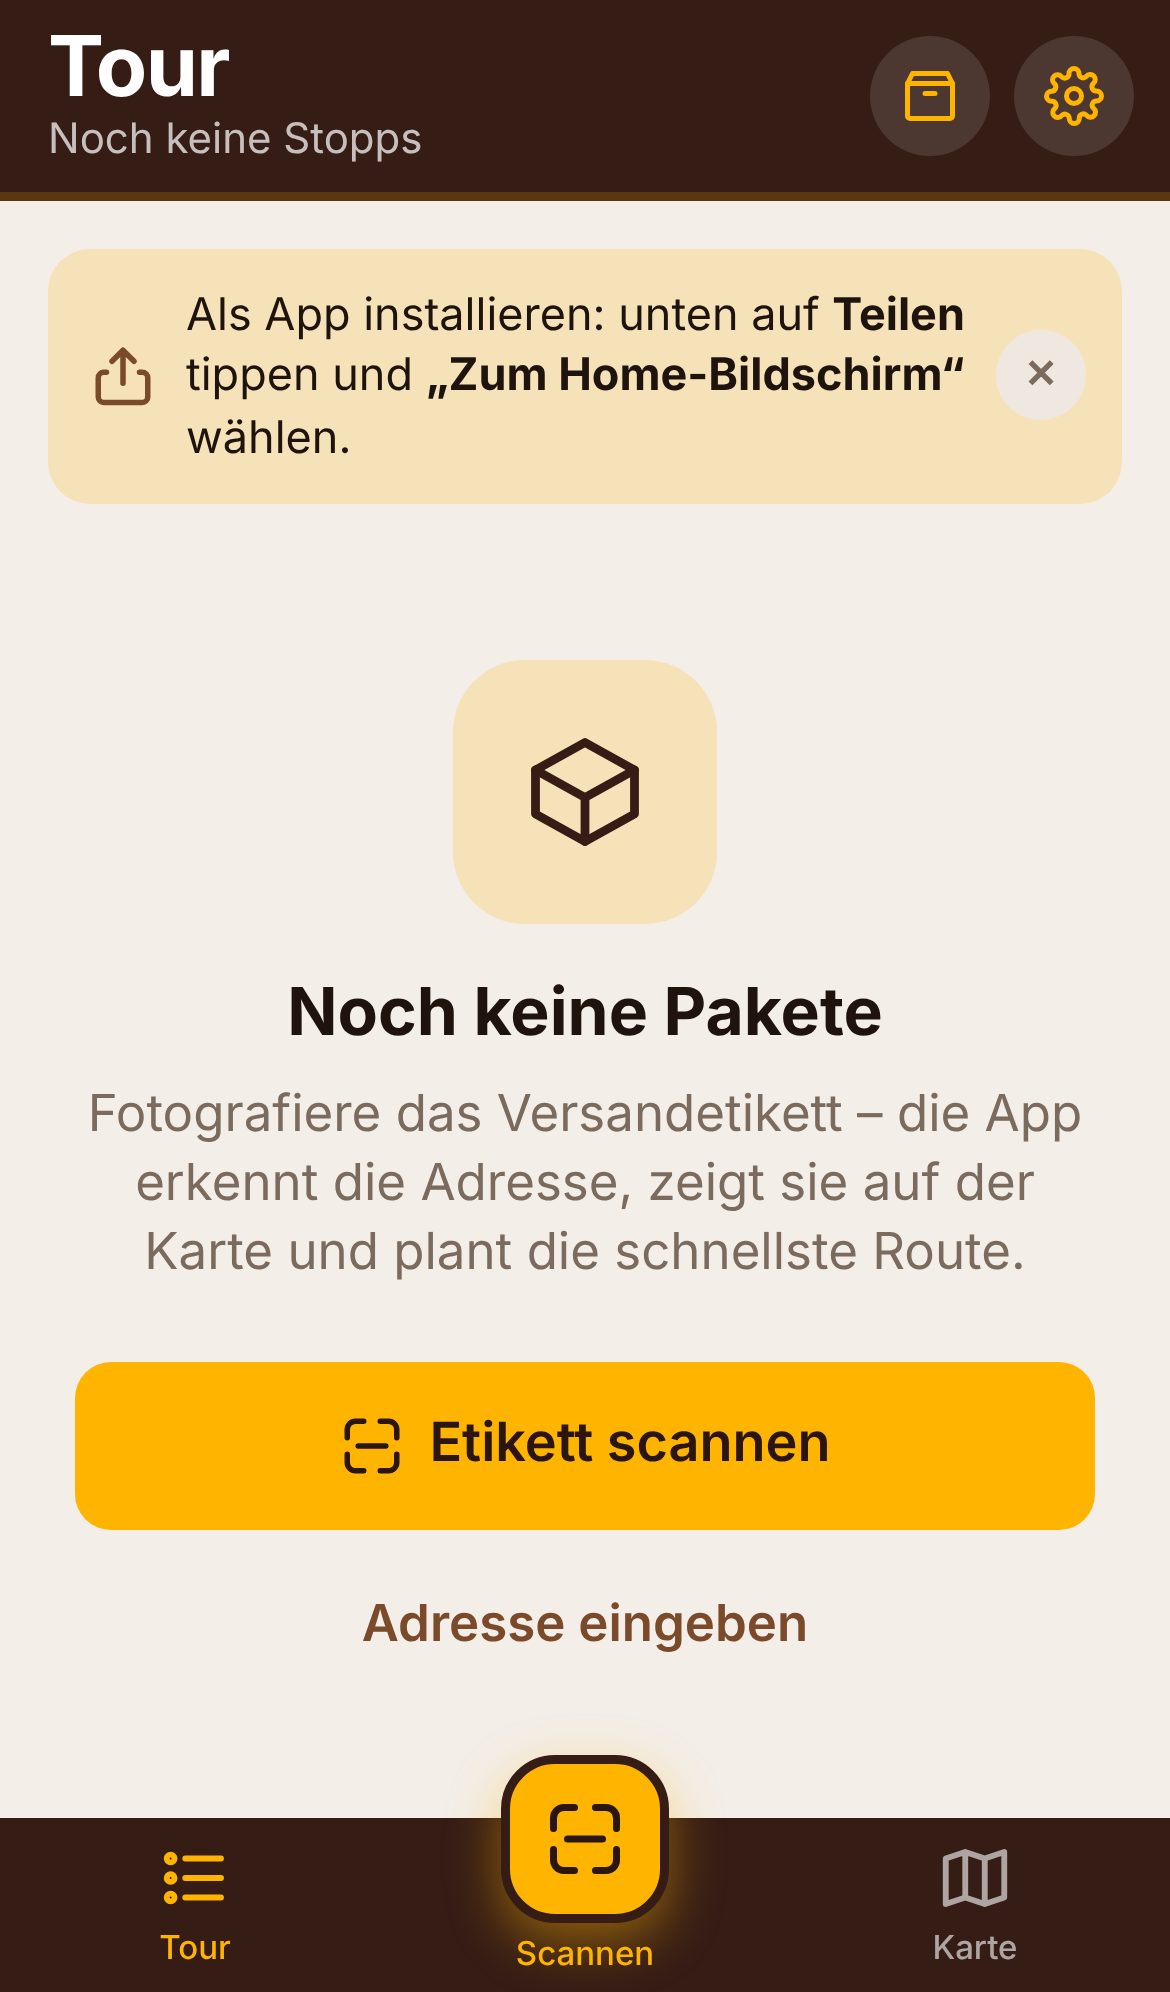 Tour
Noch keine Stopps
Als App installieren: unten auf Teilen
tippen und „Zum Home-Bildschirm“
wählen.
Noch keine Pakete
Fotografiere das Versandetikett – die App
erkennt die Adresse, zeigt sie auf der
Karte und plant die schnellste Route.
Etikett scannen
Adresse eingeben
Tour
Scannen
Karte